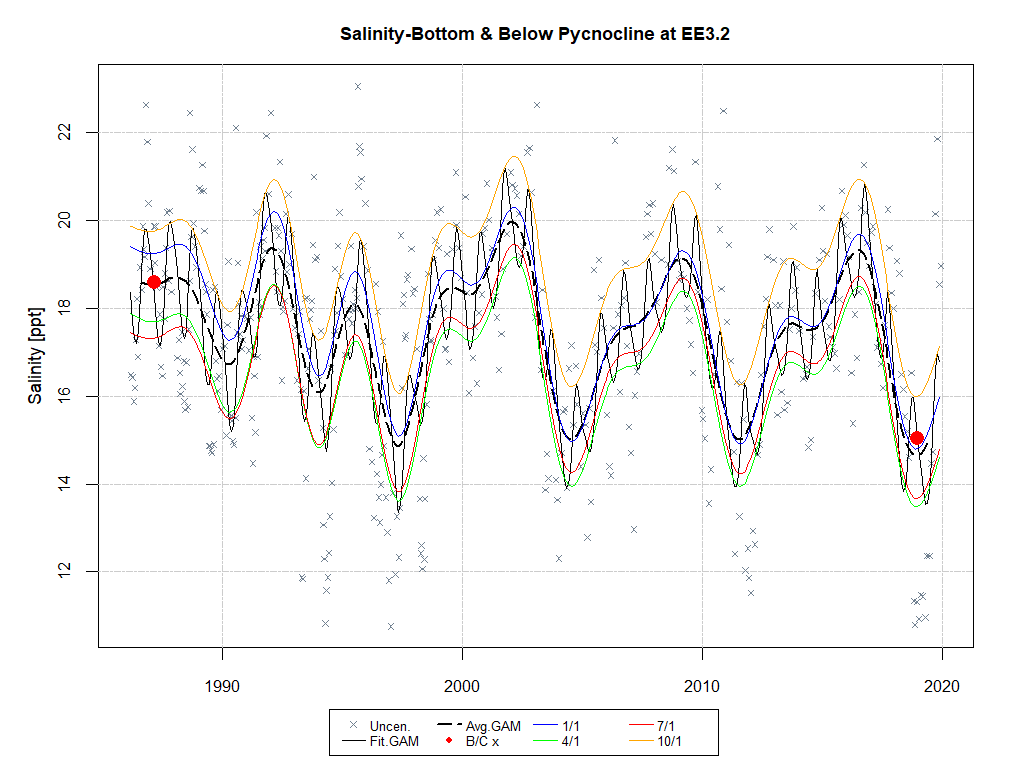 Salinity-Bottom & Below Pycnocline at EE3.2
Salinity [ppt]
22
20
18
16
14
12
1990 2000 2010 2020
Uncen. Avg.GAM 1/1 7/1
Fit.GAM B/C x 4/1 10/1